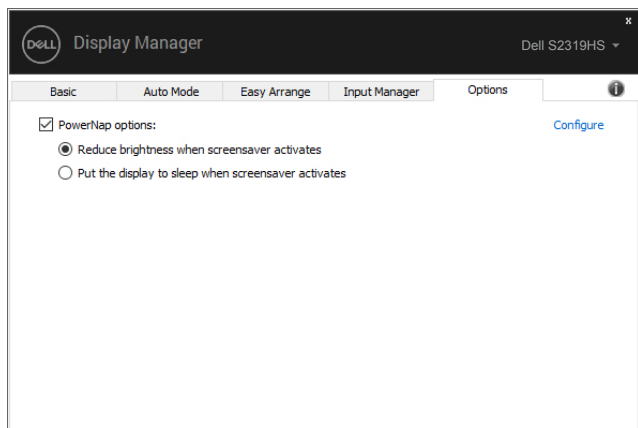 x
DELL Display Manager
Dell S2319HS
Basic Auto Mode Easy Arrange Input Manager Options
PowerNap options: Configure
Reduce brightness when screensaver activates
Put the display to sleep when screensaver activates